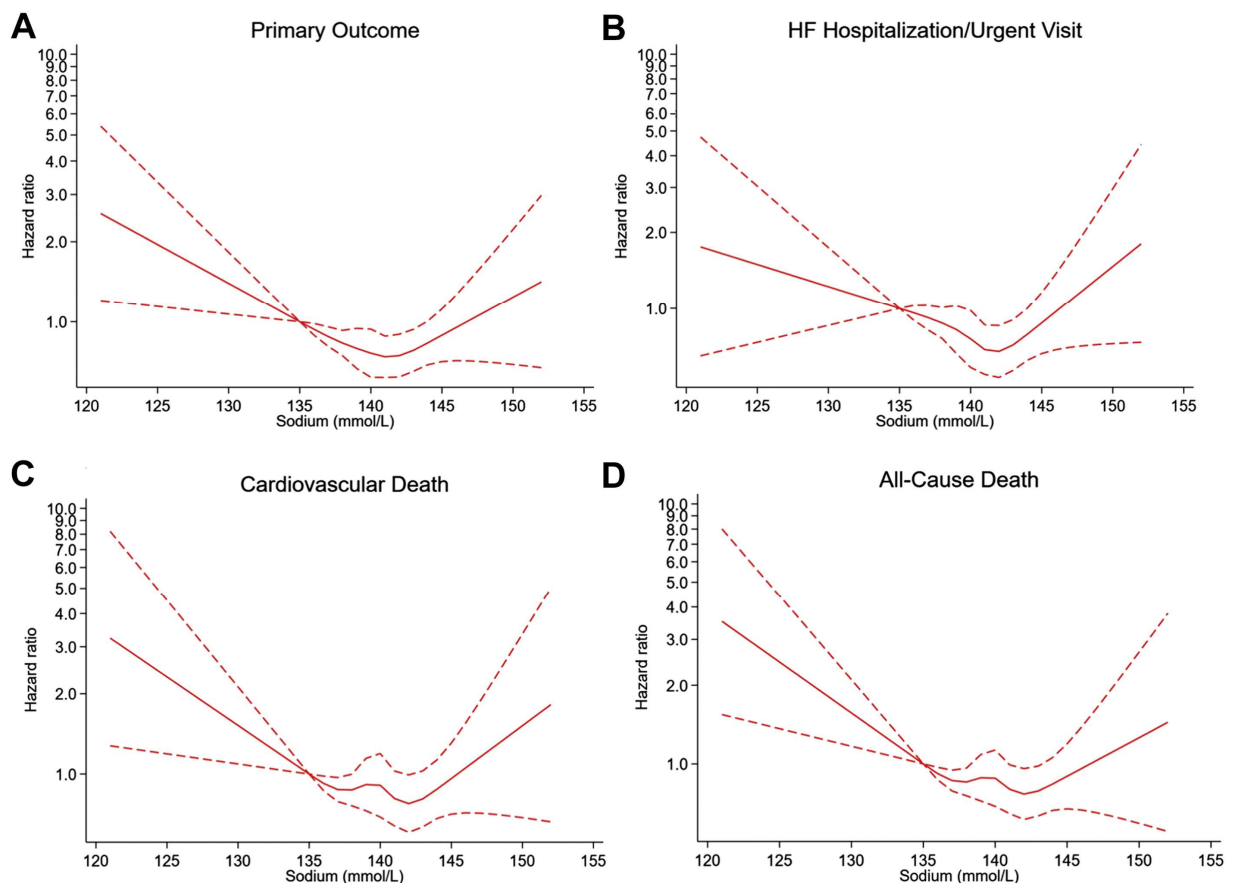 A
Primary Outcome
10.0
9.0
8.0
7.0
6.0
5.0
4.0
3.0
2.0
1.0
Hazard ratio
120 125 130 135 140 145 150 155
Sodium (mmol/L)
B
HF Hospitalization/Urgent Visit
10.0
9.0
8.0
7.0
6.0
5.0
4.0
3.0
2.0
1.0
Hazard ratio
120 125 130 135 140 145 150 155
Sodium (mmol/L)
C
Cardiovascular Death
10.0
9.0
8.0
7.0
6.0
5.0
4.0
3.0
2.0
1.0
Hazard ratio
120 125 130 135 140 145 150 155
Sodium (mmol/L)
D
All-Cause Death
10.0
9.0
8.0
7.0
6.0
5.0
4.0
3.0
2.0
1.0
Hazard ratio
120 125 130 135 140 145 150 155
Sodium (mmol/L)